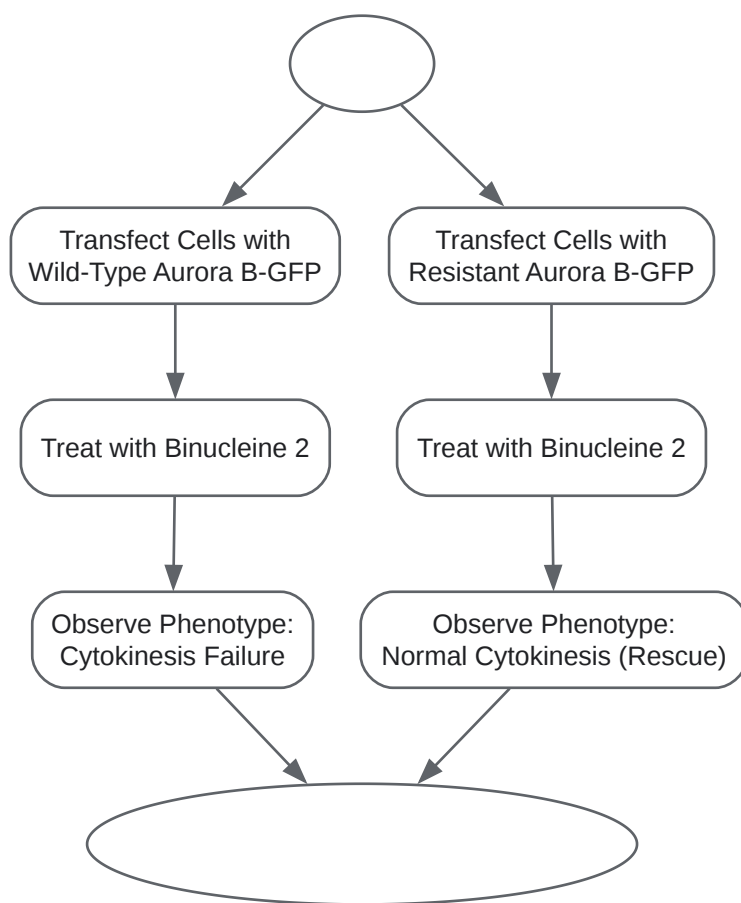 Transfect Cells with
Wild-Type Aurora B-GFP
Transfect Cells with
Resistant Aurora B-GFP
Treat with Binucleine 2
Treat with Binucleine 2
Observe Phenotype:
Cytokinesis Failure
Observe Phenotype:
Normal Cytokinesis (Rescue)